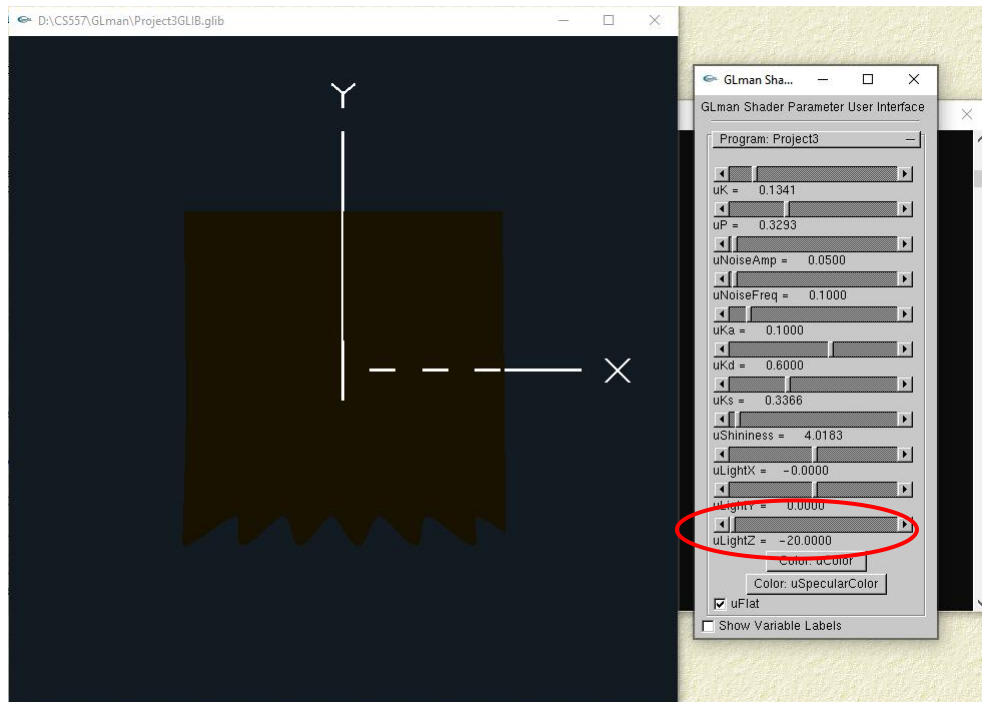 D:\CS557\GLman\Project3GLIB.glib
Y
X
GLman Sha...
GLman Shader Parameter User Interface
Program: Project3
uK = 0.1341
uP = 0.3293
uNoiseAmp = 0.0500
uNoiseFreq = 0.1000
uKa = 0.1000
uKd = 0.6000
uKs = 0.3366
uShininess = 4.0183
uLightX = -0.0000
uLightY = 0.0000
uLightZ = -20.0000
Color: uColor
Color: uSpecularColor
uFlat
Show Variable Labels